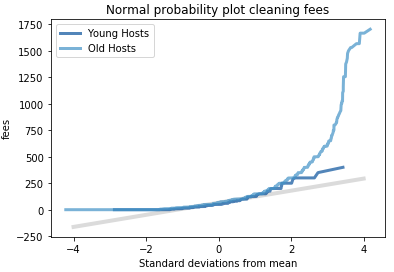 Normal probability plot cleaning fees
Young Hosts
Old Hosts
1750
1500
1250
1000
750
500
250
0
−250
fees
−4 −2 0 2 4
Standard deviations from mean